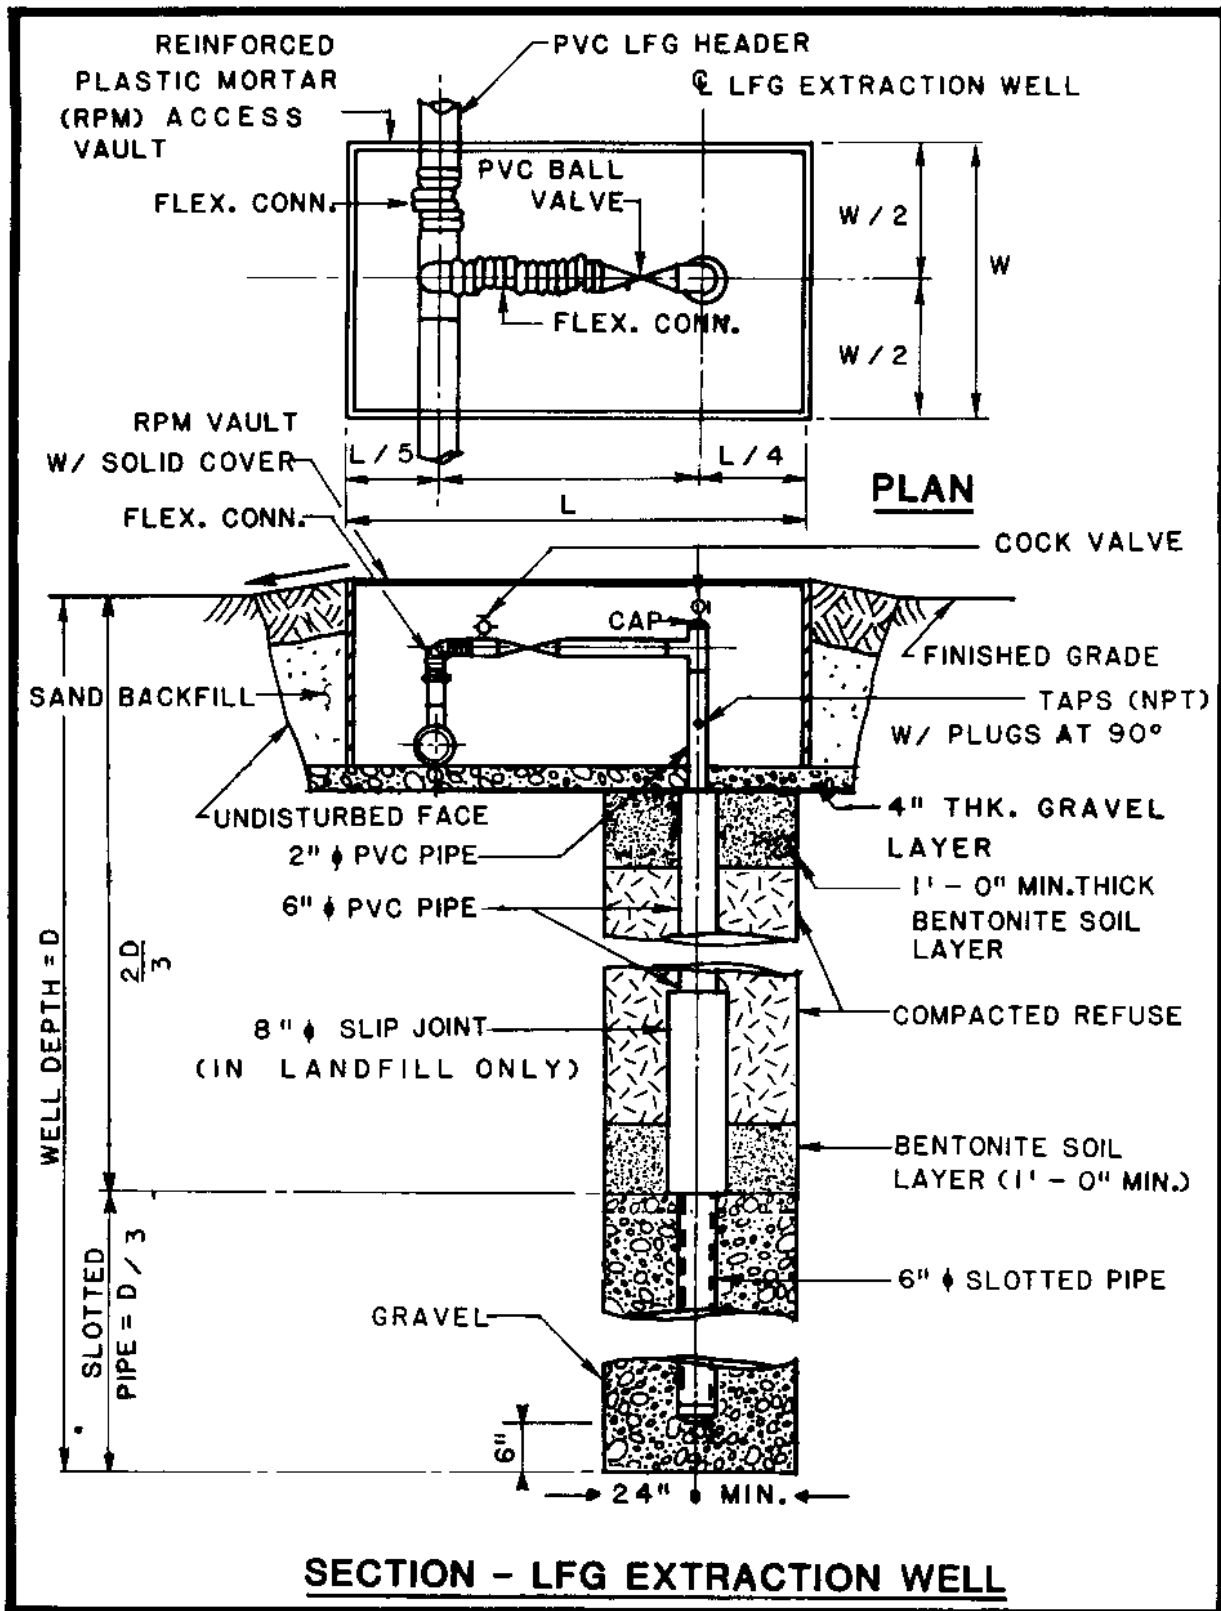 REINFORCED
PLASTIC MORTAR
(RPM) ACCESS
VAULT
PVC LFG HEADER
℄ LFG EXTRACTION WELL
PVC BALL
VALVE
FLEX. CONN.
FLEX. CONN.
W / 2
W
W / 2
RPM VAULT
W/ SOLID COVER
L / 5
L / 4
L
PLAN
FLEX. CONN.
COCK VALVE
CAP
FINISHED GRADE
SAND BACKFILL
TAPS (NPT)
W/ PLUGS AT 90°
UNDISTURBED FACE
4" THK. GRAVEL
LAYER
2" ϕ PVC PIPE
1' - 0" MIN. THICK
BENTONITE SOIL
LAYER
6" ϕ PVC PIPE
WELL DEPTH = D
2D
3
8" ϕ SLIP JOINT
(IN LANDFILL ONLY)
COMPACTED REFUSE
BENTONITE SOIL
LAYER (1' - 0" MIN.)
SLOTTED
PIPE = D / 3
6" ϕ SLOTTED PIPE
GRAVEL
6"
24" MIN.
SECTION - LFG EXTRACTION WELL